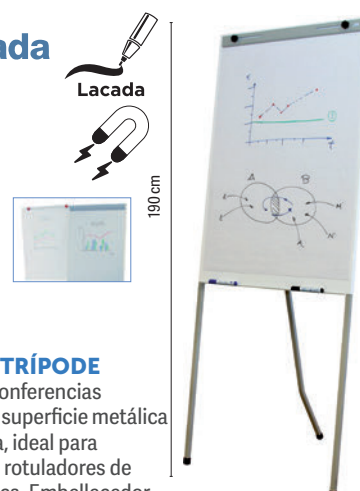 ada
Lacada
190 cm
A
B
TRÍPODE
onferencias
superficie metálica
a, ideal para
rotuladores de